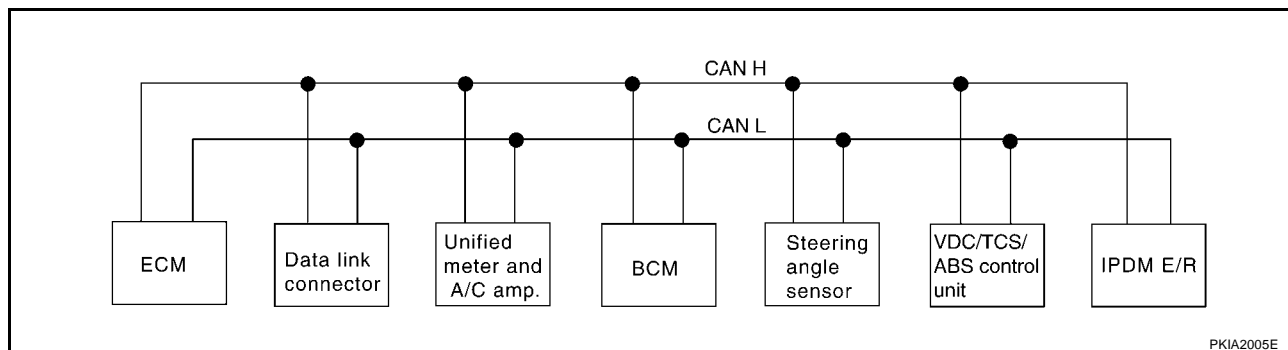 CAN H
CAN L
ECM
Data link
connector
Unified
meter and
A/C amp.
BCM
Steering
angle
sensor
VDC/TCS/
ABS control
unit
IPDM E/R
PKIA2005E